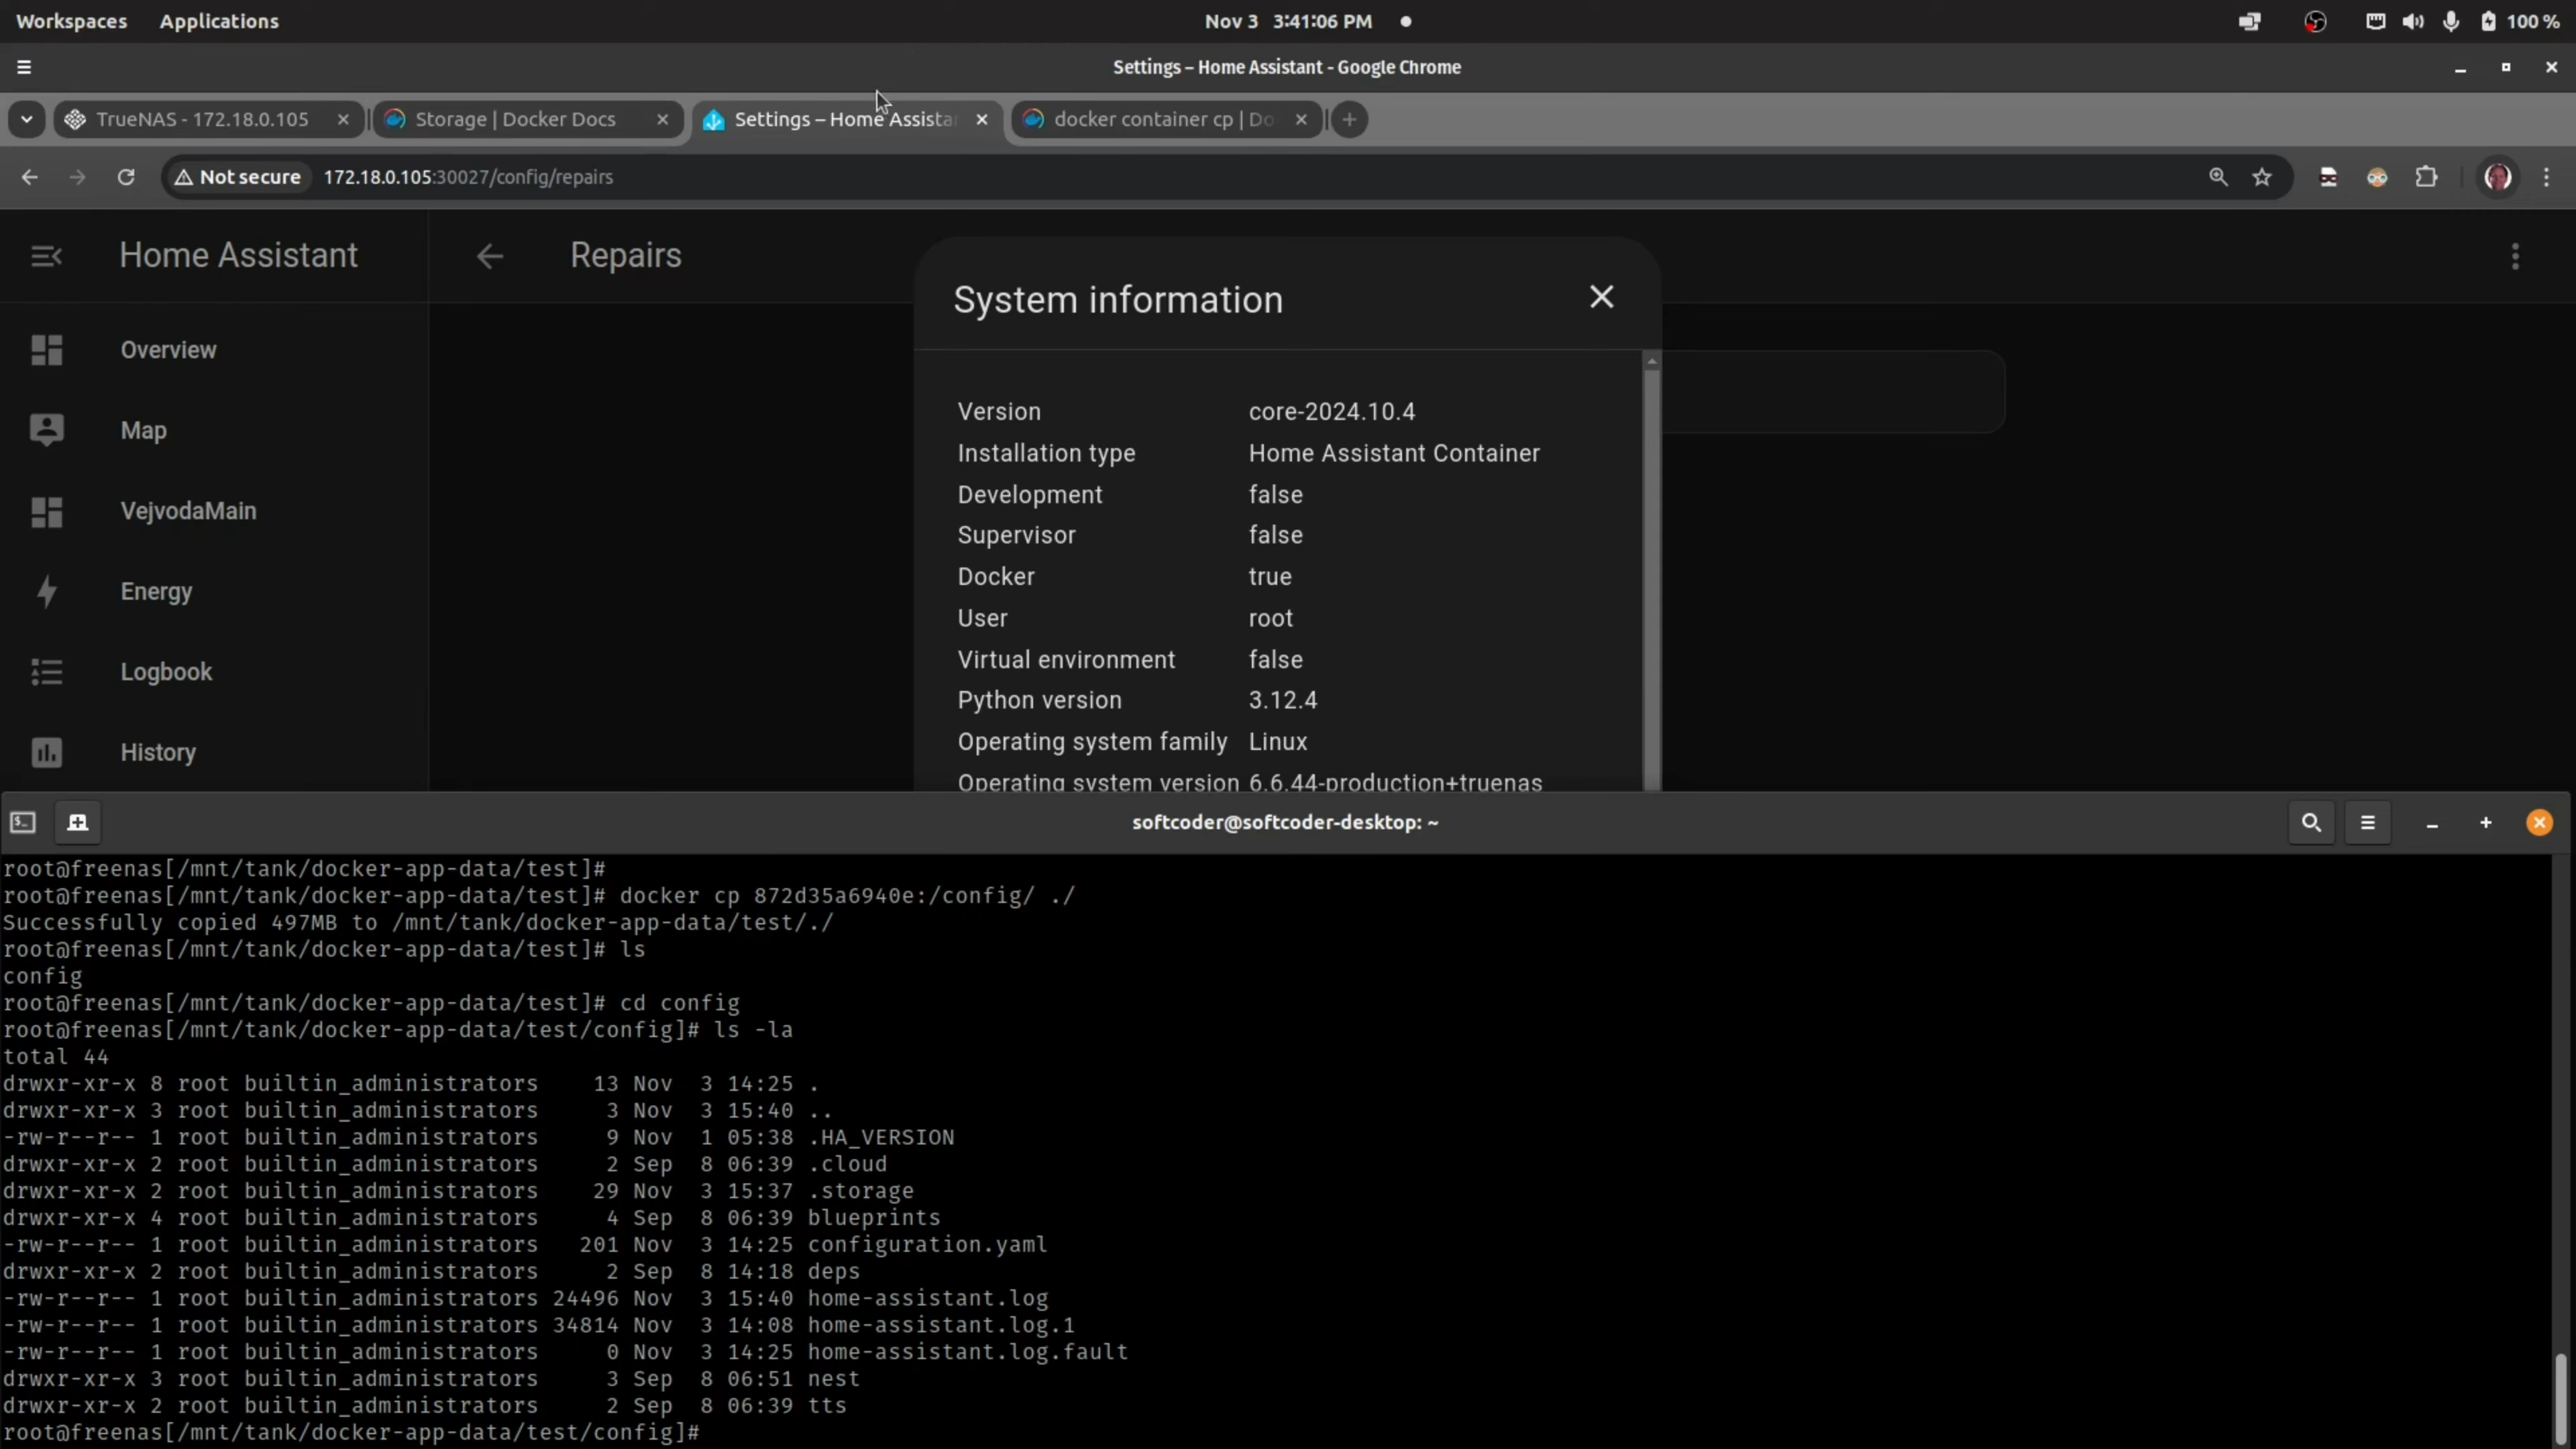 Workspaces Applications Nov 3 3:41:06 PM 100 %
Settings – Home Assistant - Google Chrome
TrueNAS - 172.18.0.105 Storage | Docker Docs Settings – Home Assista docker container cp | Do
Not secure 172.18.0.105:30027/config/repairs
Home Assistant Repairs
System information
Overview
Map
VejvodaMain
Energy
Logbook
History
Version core-2024.10.4
Installation type Home Assistant Container
Development false
Supervisor false
Docker true
User root
Virtual environment false
Python version 3.12.4
Operating system family Linux
Operating system version 6.6.44-production+truenas
softcoder@softcoder-desktop: ~
root@freenas[/mnt/tank/docker-app-data/test]#
root@freenas[/mnt/tank/docker-app-data/test]# docker cp 872d35a6940e:/config/ ./
Successfully copied 497MB to /mnt/tank/docker-app-data/test/./
root@freenas[/mnt/tank/docker-app-data/test]# ls
config
root@freenas[/mnt/tank/docker-app-data/test]# cd config
root@freenas[/mnt/tank/docker-app-data/test/config]# ls -la
total 44
drwxr-xr-x 8 root builtin_administrators 13 Nov 3 14:25 .
drwxr-xr-x 3 root builtin_administrators 3 Nov 3 15:40 ..
-rw-r--r-- 1 root builtin_administrators 9 Nov 1 05:38 .HA_VERSION
drwxr-xr-x 2 root builtin_administrators 2 Sep 8 06:39 .cloud
drwxr-xr-x 2 root builtin_administrators 29 Nov 3 15:37 .storage
drwxr-xr-x 4 root builtin_administrators 4 Sep 8 06:39 blueprints
-rw-r--r-- 1 root builtin_administrators 201 Nov 3 14:25 configuration.yaml
drwxr-xr-x 2 root builtin_administrators 2 Sep 8 14:18 deps
-rw-r--r-- 1 root builtin_administrators 24496 Nov 3 15:40 home-assistant.log
-rw-r--r-- 1 root builtin_administrators 34814 Nov 3 14:08 home-assistant.log.1
-rw-r--r-- 1 root builtin_administrators 0 Nov 3 14:25 home-assistant.log.fault
drwxr-xr-x 3 root builtin_administrators 3 Sep 8 06:51 nest
drwxr-xr-x 2 root builtin_administrators 2 Sep 8 06:39 tts
root@freenas[/mnt/tank/docker-app-data/test/config]#